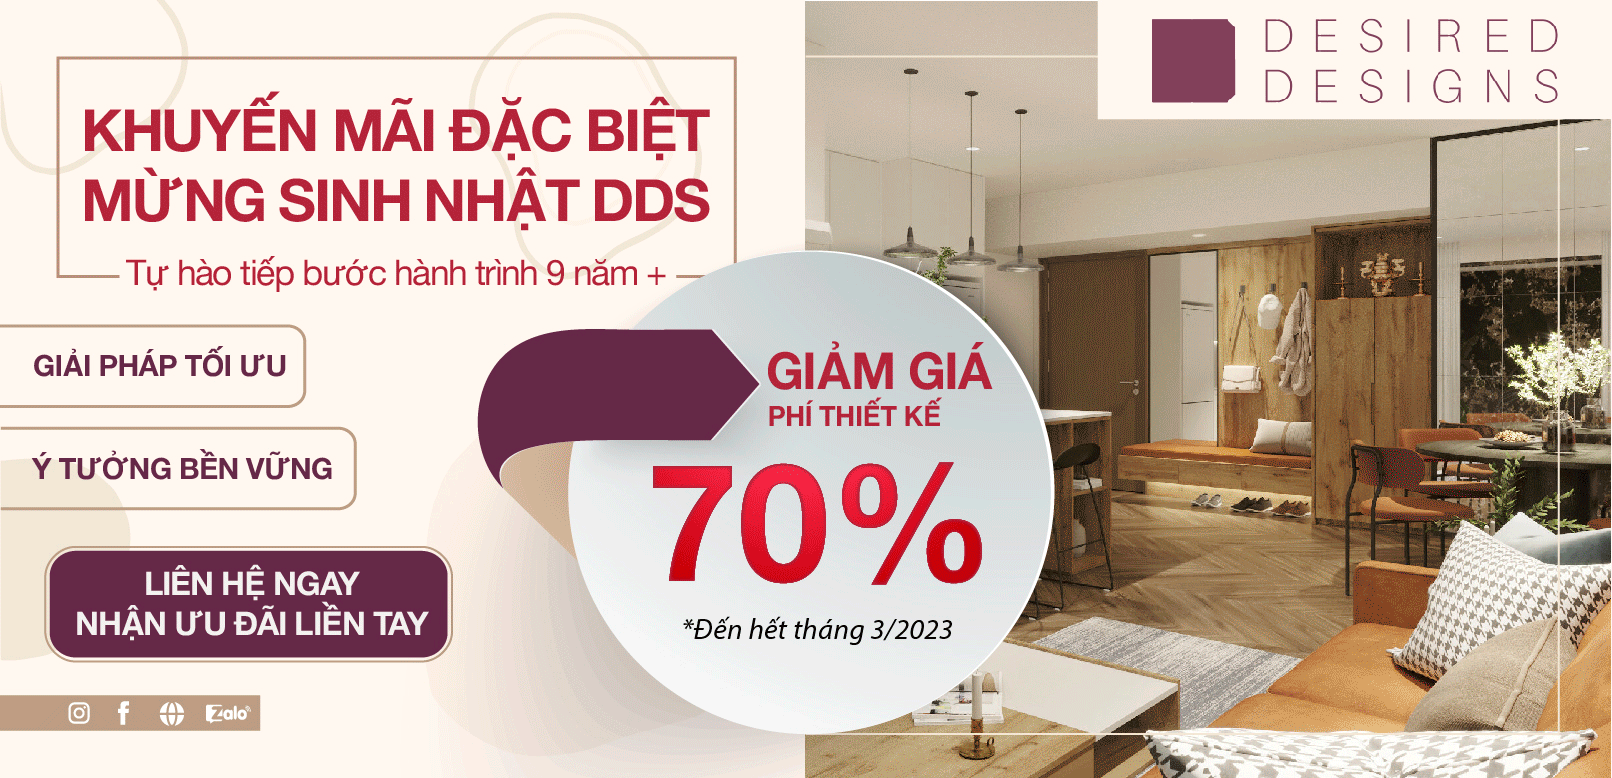 KHUYẾN MÃI ĐẶC BIỆT
MỪNG SINH NHẬT DDS
Tự hào tiếp bước hành trình 9 năm +
GIẢI PHÁP TỐI ƯU
Ý TƯỞNG BỀN VỮNG
LIÊN HỆ NGAY
NHẬN ƯU ĐÃI LIỀN TAY
Zalo
GIẢM GIÁ
PHÍ THIẾT KẾ
70%
*Đến hết tháng 3/2023
DESIRED
DESIGNS